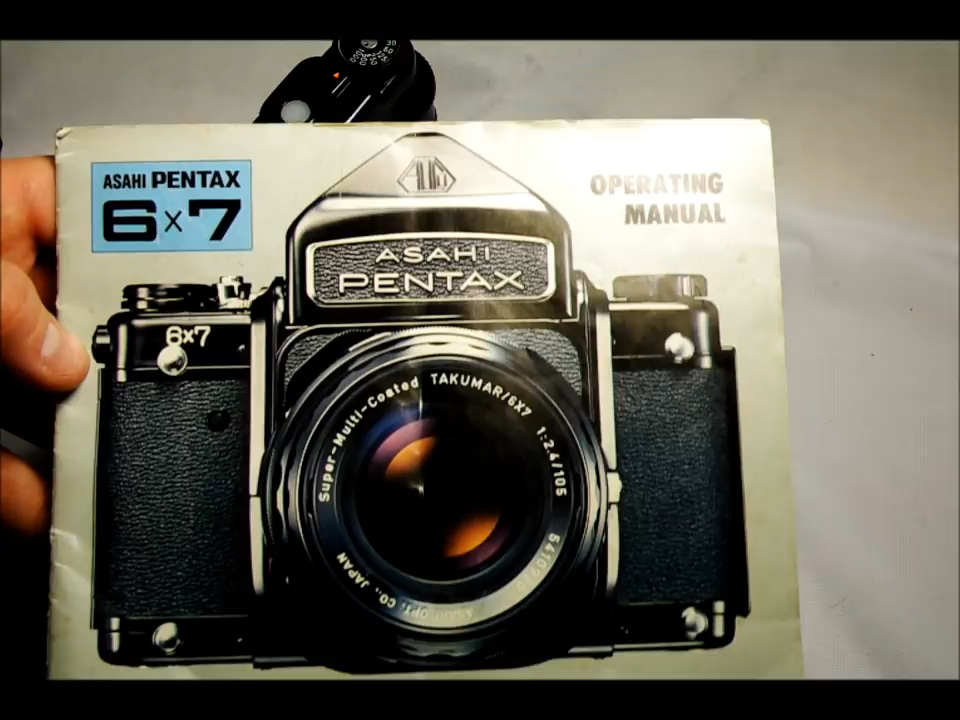 ASAHI PENTAX
6x7
OPERATING
MANUAL
ASAHI
PENTAX
6x7
Super-Multi-Coated TAKUMAR/6X7 1:2.4/105
ASAHI OPT. CO., JAPAN